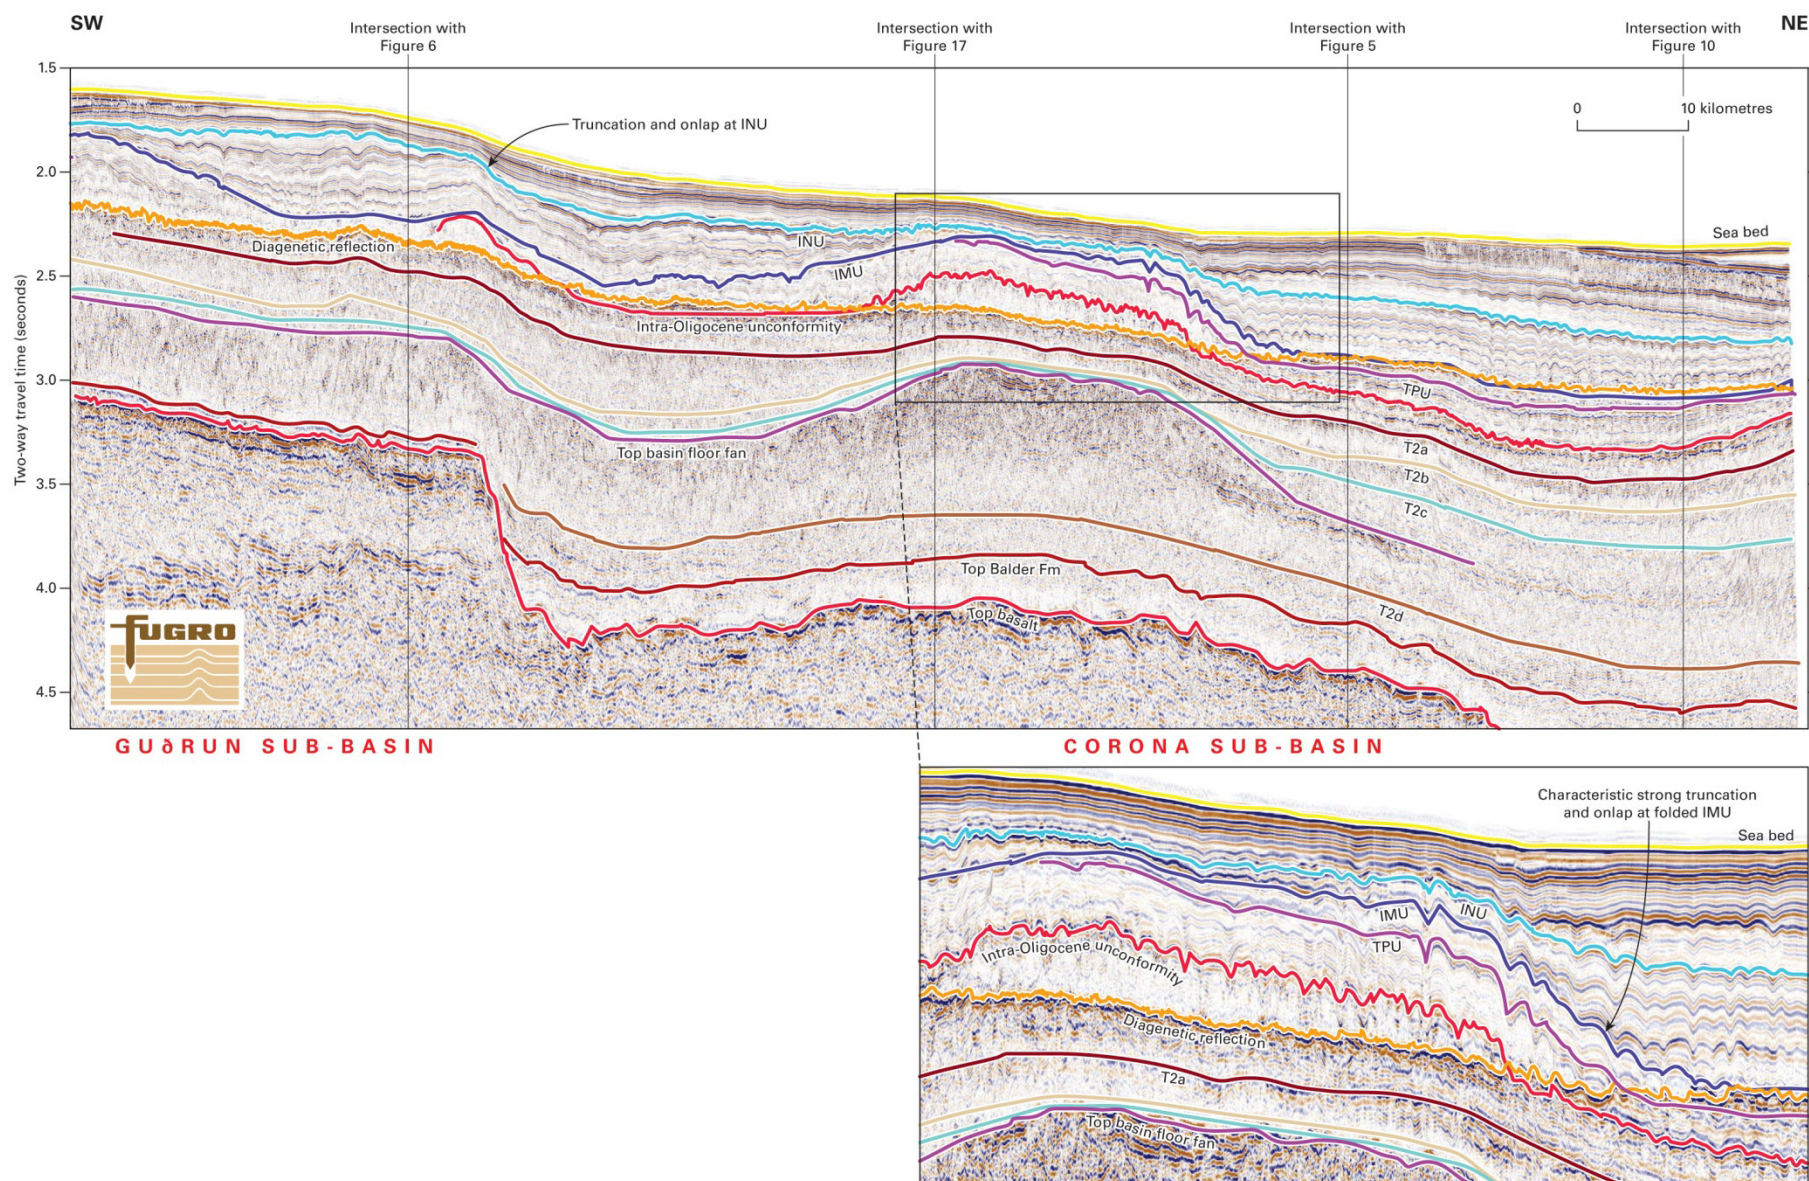 SW
Intersection with
Figure 6
Intersection with
Figure 17
Intersection with
Figure 5
Intersection with
Figure 10
NE
Two-way travel time (seconds)
1.5
2.0
2.5
3.0
3.5
4.0
4.5
0 10 kilometres
Truncation and onlap at INU
Sea bed
INU
Diagenetic reflection
IMU
Intra-Oligocene unconformity
TPU
T2a
Top basin floor fan
T2b
T2c
Top Balder Fm
T2d
Top basalt
FUGRO
GUðRUN SUB-BASIN
CORONA SUB-BASIN
Characteristic strong truncation
and onlap at folded IMU
Sea bed
IMU
INU
TPU
Intra-Oligocene unconformity
Diagenetic reflection
T2a
Top basin floor fan